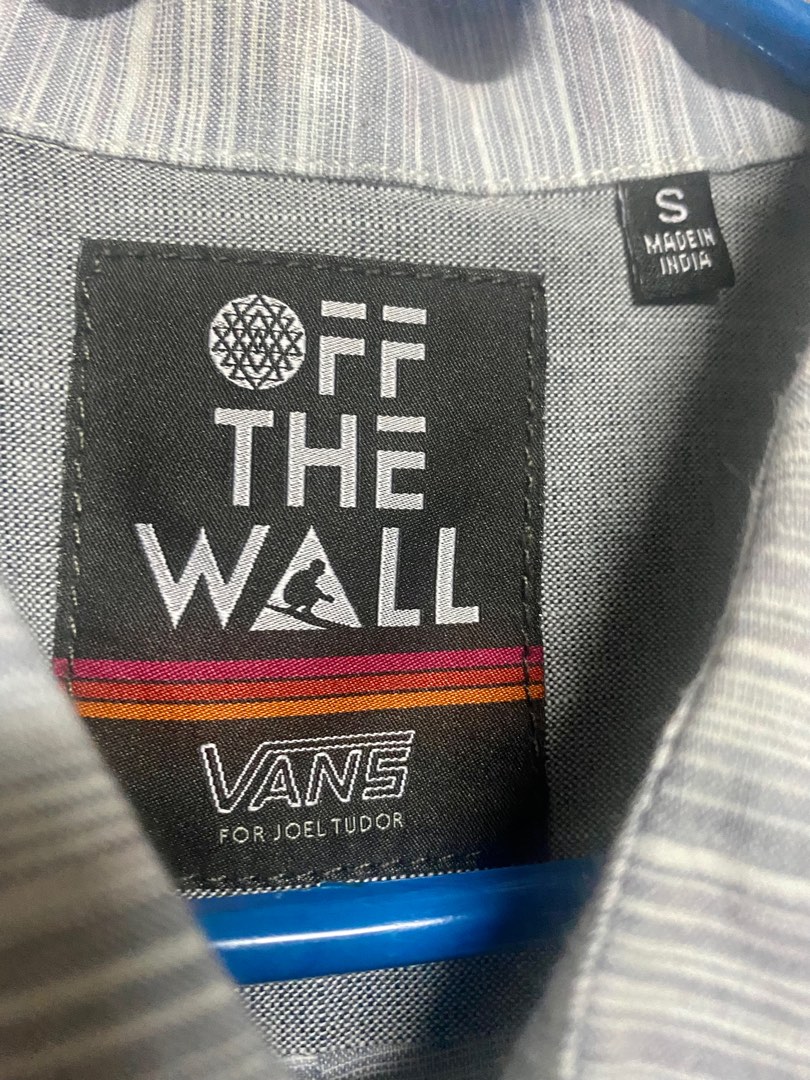 S
MADE IN
INDIA
OFF
THE
WALL
VANS
FOR JOEL TUDOR